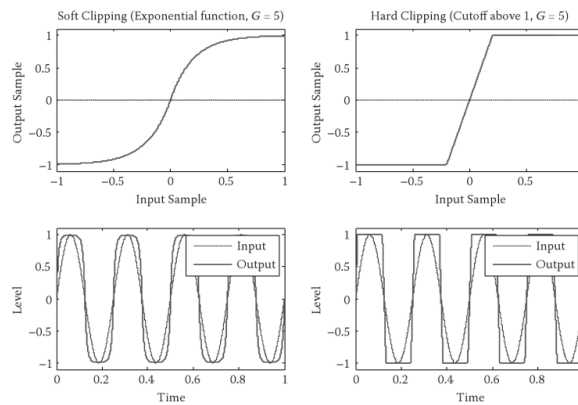 Soft Clipping (Exponential function, G = 5)
1
0.5
0
−0.5
−1
Output Sample
−1 −0.5 0 0.5 1
Input Sample
Hard Clipping (Cutoff above 1, G = 5)
1
0.5
0
−0.5
−1
Output Sample
−1 −0.5 0 0.5
Input Sample
1
0.5
0
−0.5
−1
Level
Input
Output
0 0.2 0.4 0.6 0.8 1
Time
1
0.5
0
−0.5
−1
Level
Input
Output
0 0.2 0.4 0.6 0.8
Time